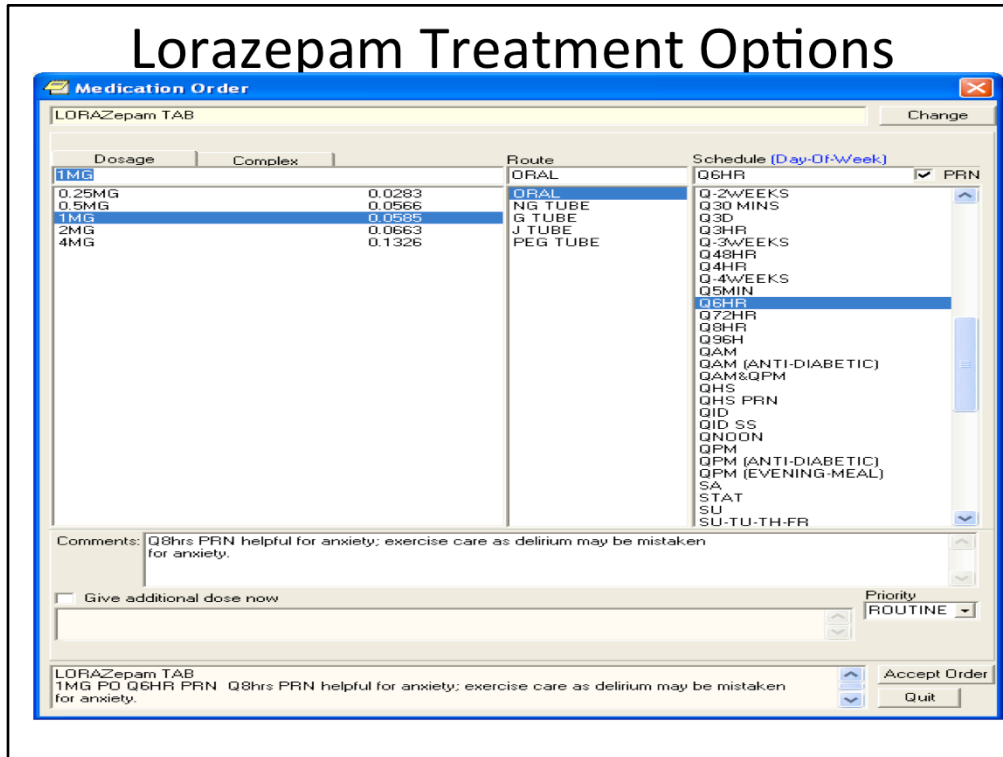 Lorazepam Treatment Options
Medication Order
LORAZepam TAB
Change
Dosage Complex Route Schedule (Day-Of-Week)
1MG ORAL Q6HR PRN
0.25MG 0.0283
0.5MG 0.0566
1MG 0.0585
2MG 0.0663
4MG 0.1326
ORAL
NG TUBE
G TUBE
J TUBE
PEG TUBE
Q-2WEEKS
Q30 MINS
Q3D
Q3HR
Q-3WEEKS
Q48HR
Q4HR
Q-4WEEKS
Q5MIN
Q6HR
Q72HR
Q8HR
Q96H
QAM
QAM (ANTI-DIABETIC)
QAM&QPM
QHS
QHS PRN
QID
QID SS
QNOON
QPM
QPM (ANTI-DIABETIC)
QPM (EVENING-MEAL)
SA
STAT
SU
SU-TU-TH-FR
Comments: Q8hrs PRN helpful for anxiety; exercise care as delirium may be mistaken
for anxiety.
Give additional dose now
Priority
ROUTINE
LORAZepam TAB
1MG PO Q6HR PRN Q8hrs PRN helpful for anxiety; exercise care as delirium may be mistaken
for anxiety.
Accept Order
Quit